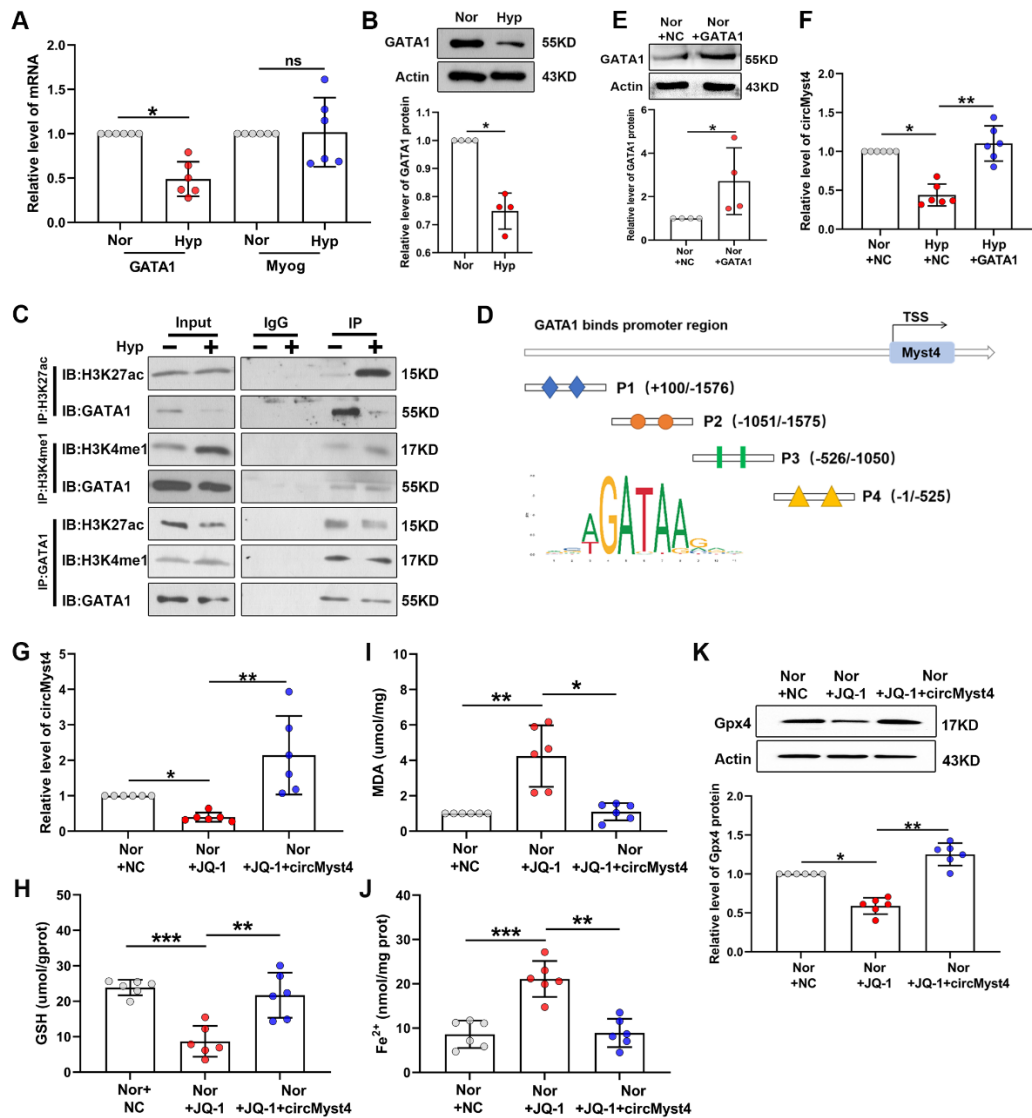 A
Relative level of mRNA
2.0
1.5
1.0
0.5
0.0
*
ns
Nor
Hyp
Nor
Hyp
GATA1
Myog
B
Nor
Hyp
GATA1
55KD
Actin
43KD
Relative lever of GATA1 protein
1.1
1.0
0.9
0.8
0.7
0.6
*
Nor
Hyp
E
Nor
+NC
Nor
+GATA1
GATA1
55KD
Actin
43KD
Relative lever of GATA1 protein
6
4
2
0
*
Nor
+NC
Nor
+GATA1
F
Relative level of circMyst4
2.0
1.5
1.0
0.5
0.0
*
**
Nor
+NC
Hyp
+NC
Hyp
+GATA1
C
Input
IgG
IP
Hyp
− + − + − +
IP:H3K27ac
IB:H3K27ac
15KD
IB:GATA1
55KD
IP:H3K4me1
IB:H3K4me1
17KD
IB:GATA1
55KD
IP:GATA1
IB:H3K27ac
15KD
IB:H3K4me1
17KD
IB:GATA1
55KD
D
GATA1 binds promoter region
TSS
Myst4
P1 (+100/-1576)
P2 (-1051/-1575)
P3 (-526/-1050)
P4 (-1/-525)
AGATAAG
G
Relative level of circMyst4
5
4
3
2
1
0
*
**
Nor
+NC
Nor
+JQ-1
Nor
+JQ-1+circMyst4
I
MDA (umol/mg)
8
6
4
2
0
**
*
Nor
+NC
Nor
+JQ-1
Nor
+JQ-1+circMyst4
K
Nor
+NC
Nor
+JQ-1
Nor
+JQ-1+circMyst4
Gpx4
17KD
Actin
43KD
Relative level of Gpx4 protein
2.0
1.5
1.0
0.5
0.0
*
**
Nor
+NC
Nor
+JQ-1
Nor
+JQ-1+circMyst4
H
GSH (umol/gprot)
50
40
30
20
10
0
***
**
Nor+
NC
Nor
+JQ-1
Nor
+JQ-1+circMyst4
J
Fe²⁺ (nmol/mg prot)
40
30
20
10
0
***
**
Nor
+NC
Nor
+JQ-1
Nor
+JQ-1+circMyst4